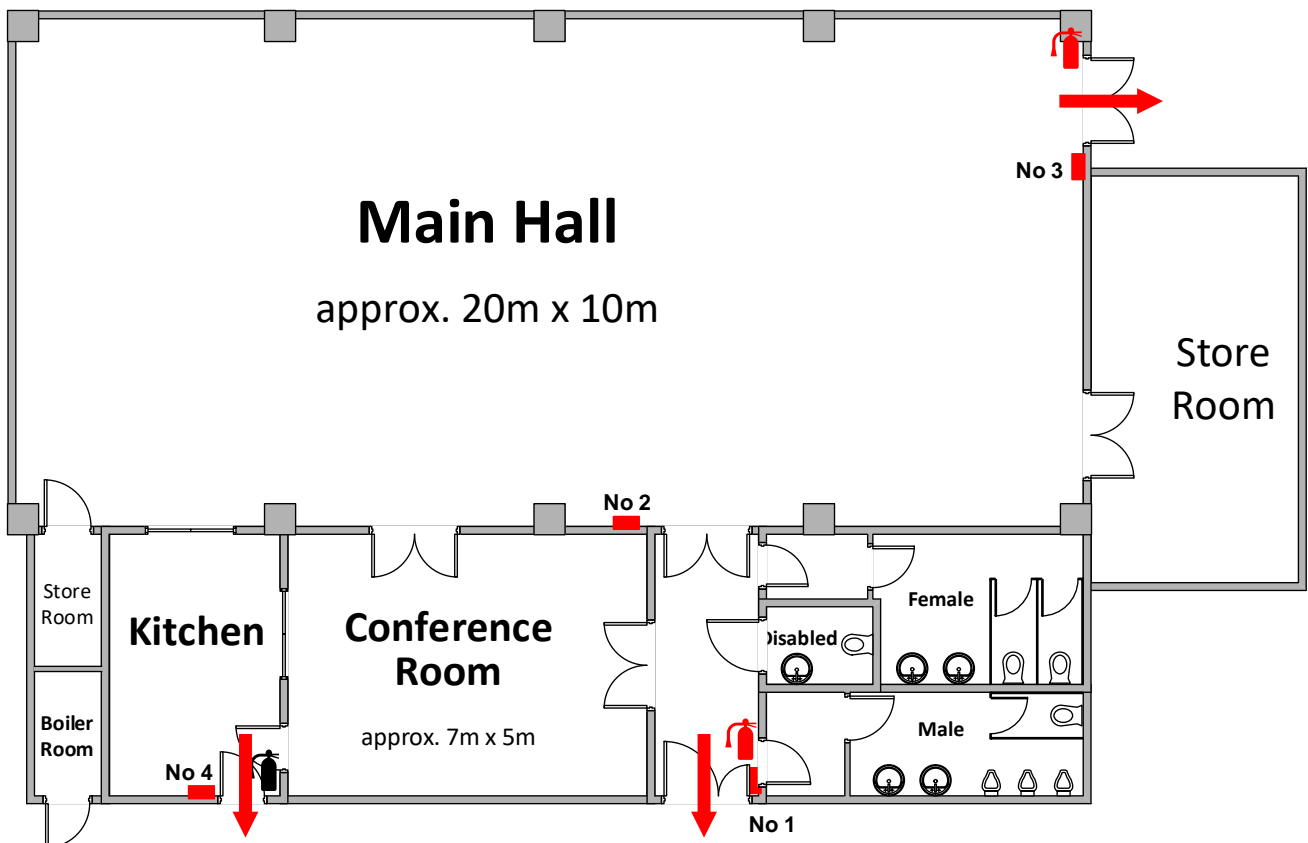 No 3
Main Hall
approx. 20m x 10m
Store
Room
No 2
Store
Room
Kitchen
Conference
Room
approx. 7m x 5m
Female
Disabled
Boiler
Room
Male
No 4
No 1